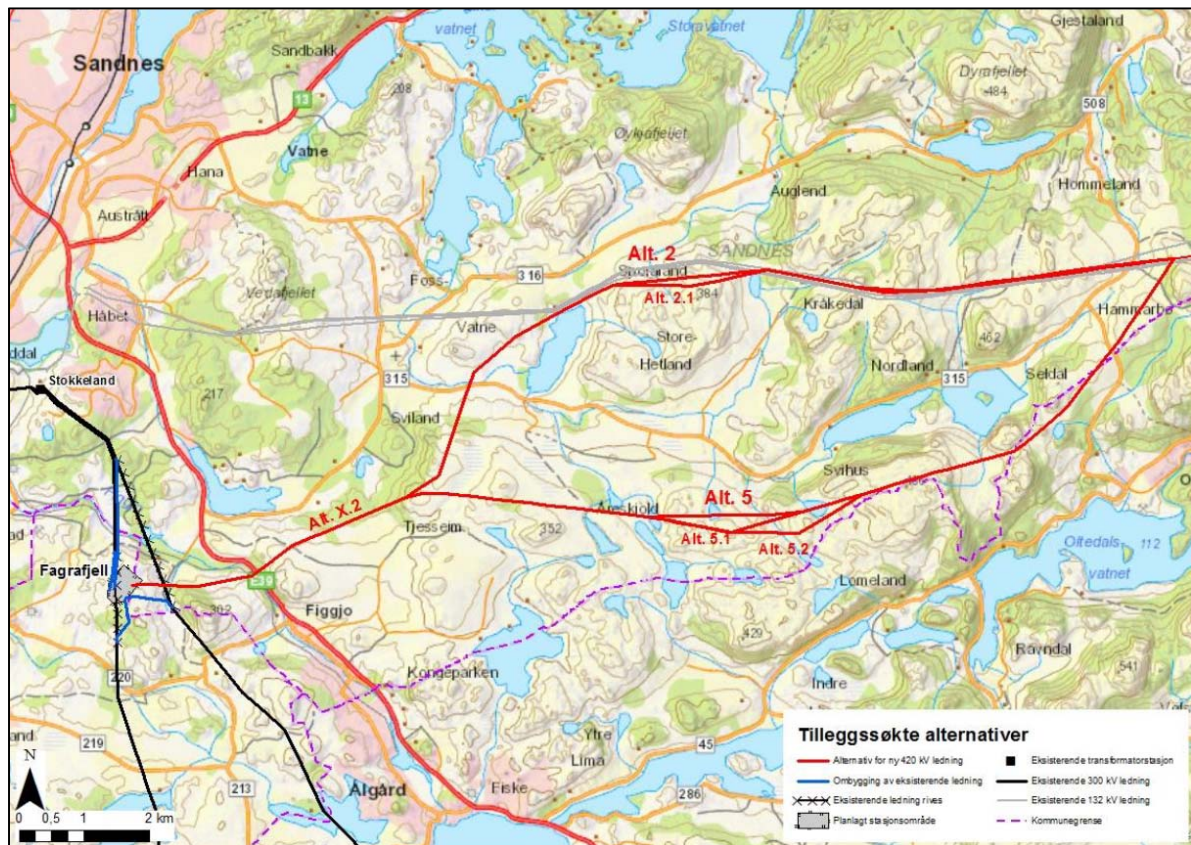 Sandbakk
vatnet
Storavatnet
Gjestaland
Sandnes
Dyrafjellet
484
208
508
13
Øykjafjellet
Vatne
Hana
Hommeland
Auglend
Austrått
Alt. 2
SANDNES
316
Foss-
Vedafjellet
Alt. 2.1
384
Kråkedal
Håbet
Vatne
Store-
Hetland
462
Nordland
315
315
Seldal
Stokkeland
217
Sviland
Svihus
Alt. X.2
Alt. 5
Tjesseim
352
Alt. 5.1
Alt. 5.2
Oltedals-
112
vatnet
Fagrafjell
E39
302
Figgjo
Lomeland
429
Ravndal
541
Kongeparken
220
Indre
219
N
Ytre
Lima
45
213
Ålgård
Fiske
286
0 0,5 1 2 km
Tilleggssøkte alternativer
Alternativ for ny 420 kV ledning
Ombygging av eksisterende ledning
Eksisterende ledning rives
Planlagt stasjonsområde
Eksisterende transformatorstasjon
Eksisterende 300 kV ledning
Eksisterende 132 kV ledning
Kommunegrense